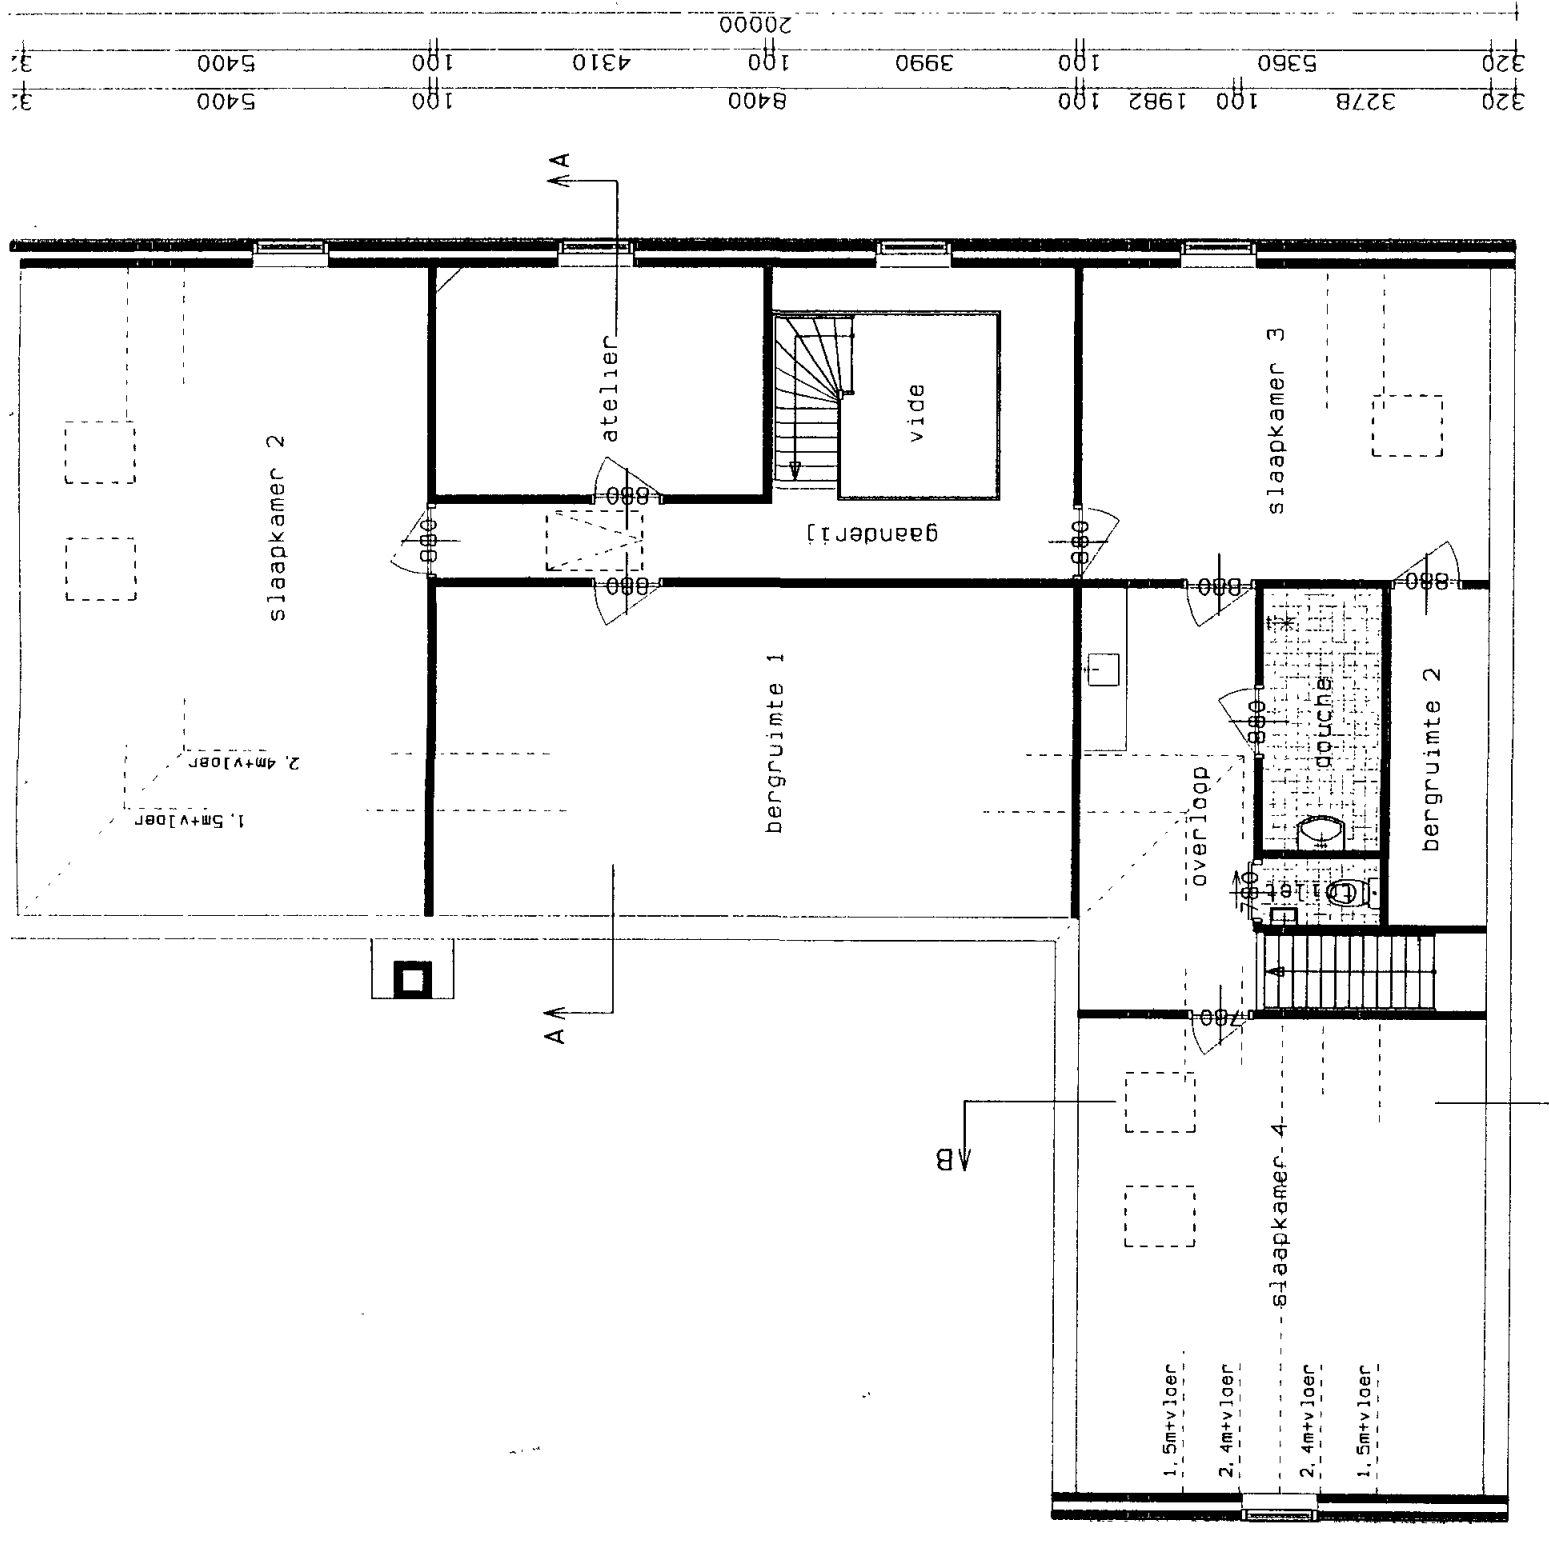 20000
5400 100 4310 100 3990 100 5360 320
5400 100 8400 100 1982 100 3278 320
A
slaapkamer 2
atelier
vide
slaapkamer 3
880
880
gaanderij
880
880
880
880
bergruimte 1
880
douche
bergruimte 2
2,4m+vloer
1,5m+vloer
overloop
780
toilet
A
780
B
slaapkamer 4
1,5m+vloer
2,4m+vloer
2,4m+vloer
1,5m+vloer